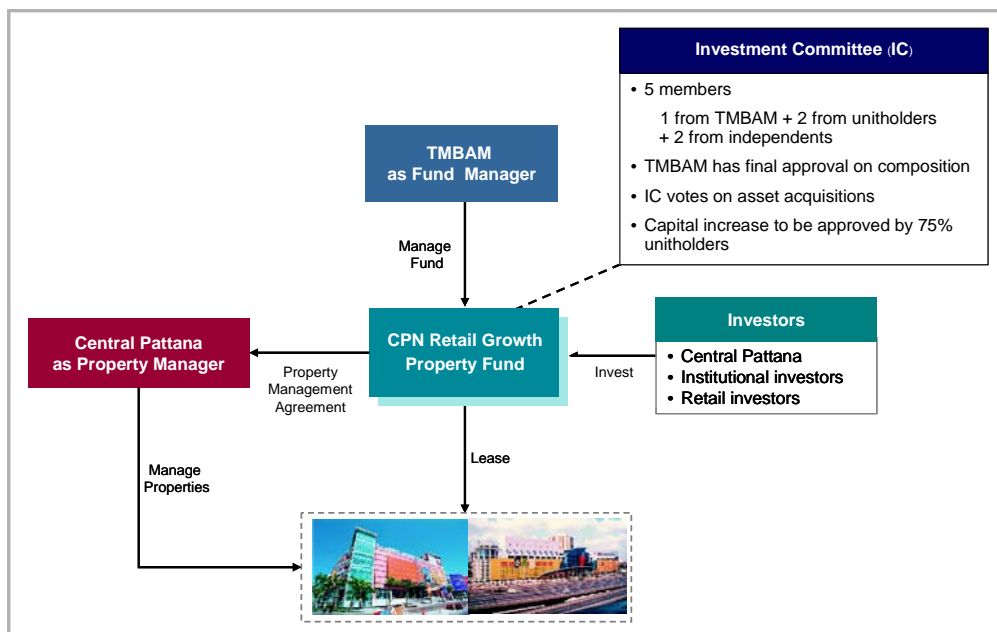 Investment Committee (IC)
• 5 members
1 from TMBAM + 2 from unitholders
+ 2 from independents
• TMBAM has final approval on composition
• IC votes on asset acquisitions
• Capital increase to be approved by 75%
unitholders
TMBAM
as Fund Manager
Manage
Fund
Central Pattana
as Property Manager
CPN Retail Growth
Property Fund
Investors
• Central Pattana
• Institutional investors
• Retail investors
Property
Management
Agreement
Invest
Lease
Manage
Properties